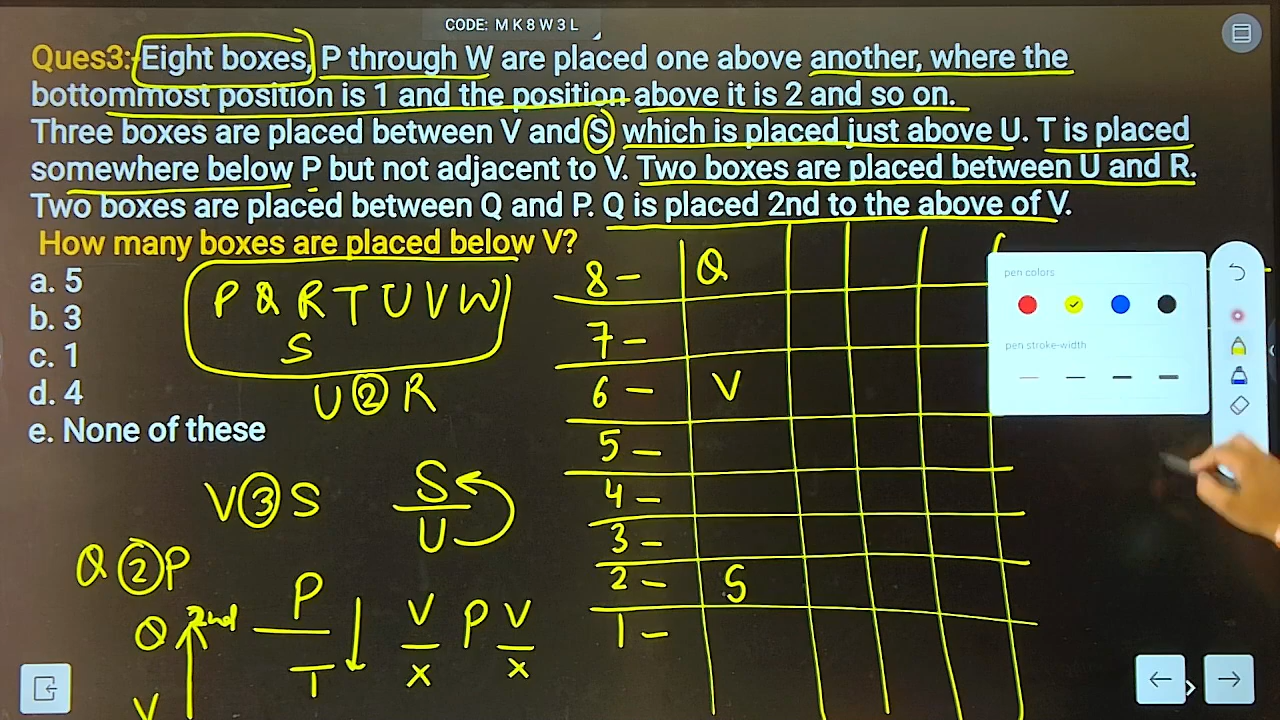 CODE: M K 8 W 3 L
Ques3:-Eight boxes, P through W are placed one above another, where the
bottommost position is 1 and the position above it is 2 and so on.
Three boxes are placed between V and S which is placed just above U. T is placed
somewhere below P but not adjacent to V. Two boxes are placed between U and R.
Two boxes are placed between Q and P. Q is placed 2nd to the above of V.
How many boxes are placed below V?
a. 5
b. 3
c. 1
d. 4
e. None of these
P Q R T U V W
S
U 2 R
V 3 S
S
U
Q 2 P
Q 2nd
V
P
T
V
x
P V
x
8 - Q
7 -
6 - V
5 -
4 -
3 -
2 - S
1 -
pen colors
pen stroke-width